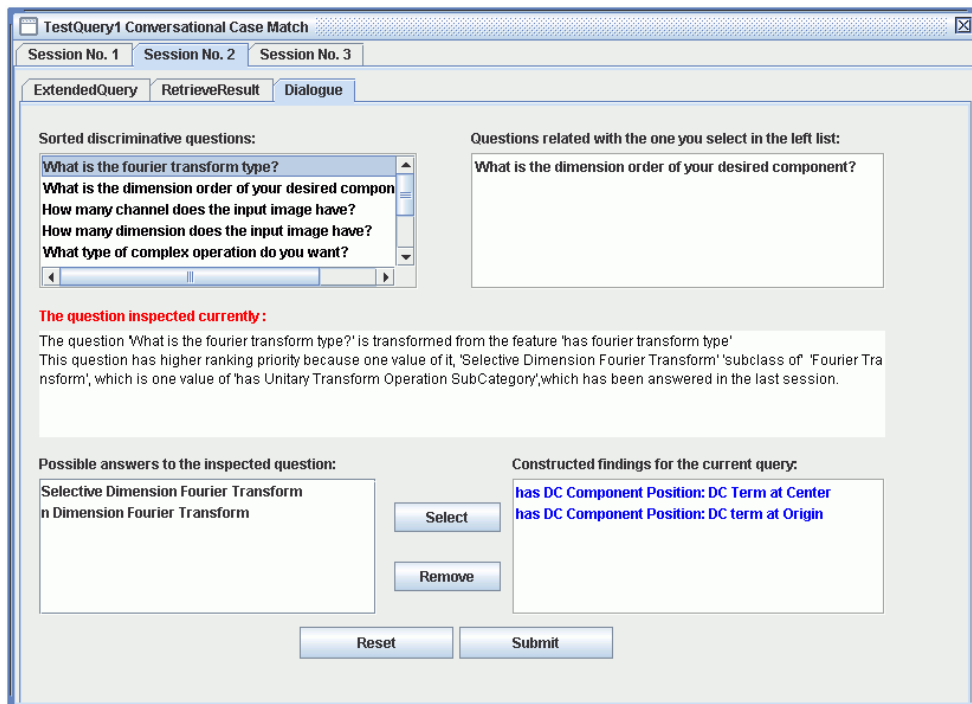 TestQuery1 Conversational Case Match
Session No. 1 Session No. 2 Session No. 3
ExtendedQuery RetrieveResult Dialogue
Sorted discriminative questions:
What is the fourier transform type?
What is the dimension order of your desired compon
How many channel does the input image have?
How many dimension does the input image have?
What type of complex operation do you want?
Questions related with the one you select in the left list:
What is the dimension order of your desired component?
The question inspected currently :
The question 'What is the fourier transform type?' is transformed from the feature 'has fourier transform type'
This question has higher ranking priority because one value of it, 'Selective Dimension Fourier Transform' 'subclass of' 'Fourier Tra
nsform', which is one value of 'has Unitary Transform Operation SubCategory',which has been answered in the last session.
Possible answers to the inspected question:
Selective Dimension Fourier Transform
n Dimension Fourier Transform
Select
Remove
Constructed findings for the current query:
has DC Component Position: DC Term at Center
has DC Component Position: DC term at Origin
Reset Submit